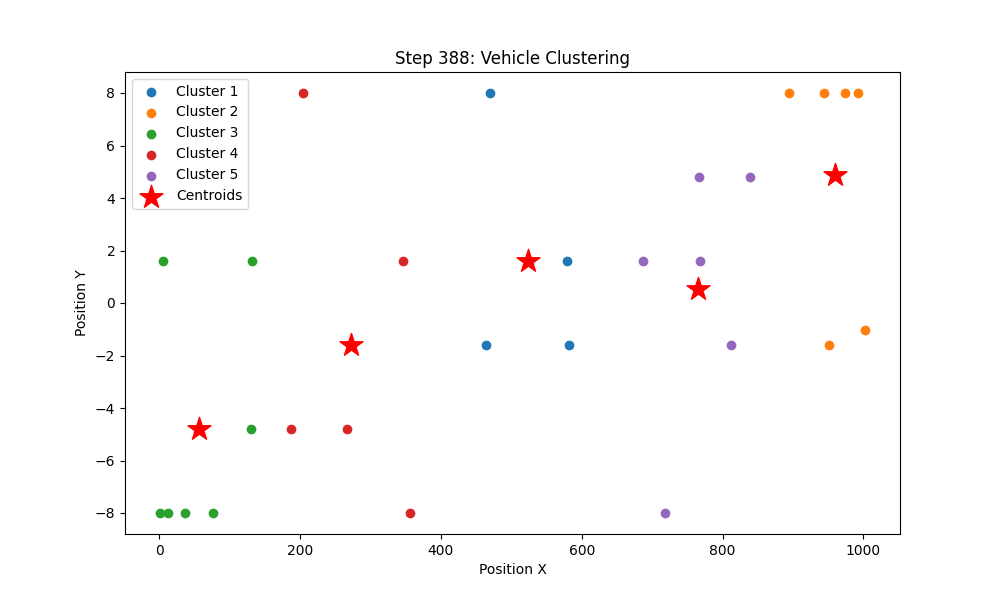 Step 388: Vehicle Clustering
Cluster 1
Cluster 2
Cluster 3
Cluster 4
Cluster 5
Centroids
8
6
4
2
0
−2
−4
−6
−8
Position Y
0 200 400 600 800 1000
Position X